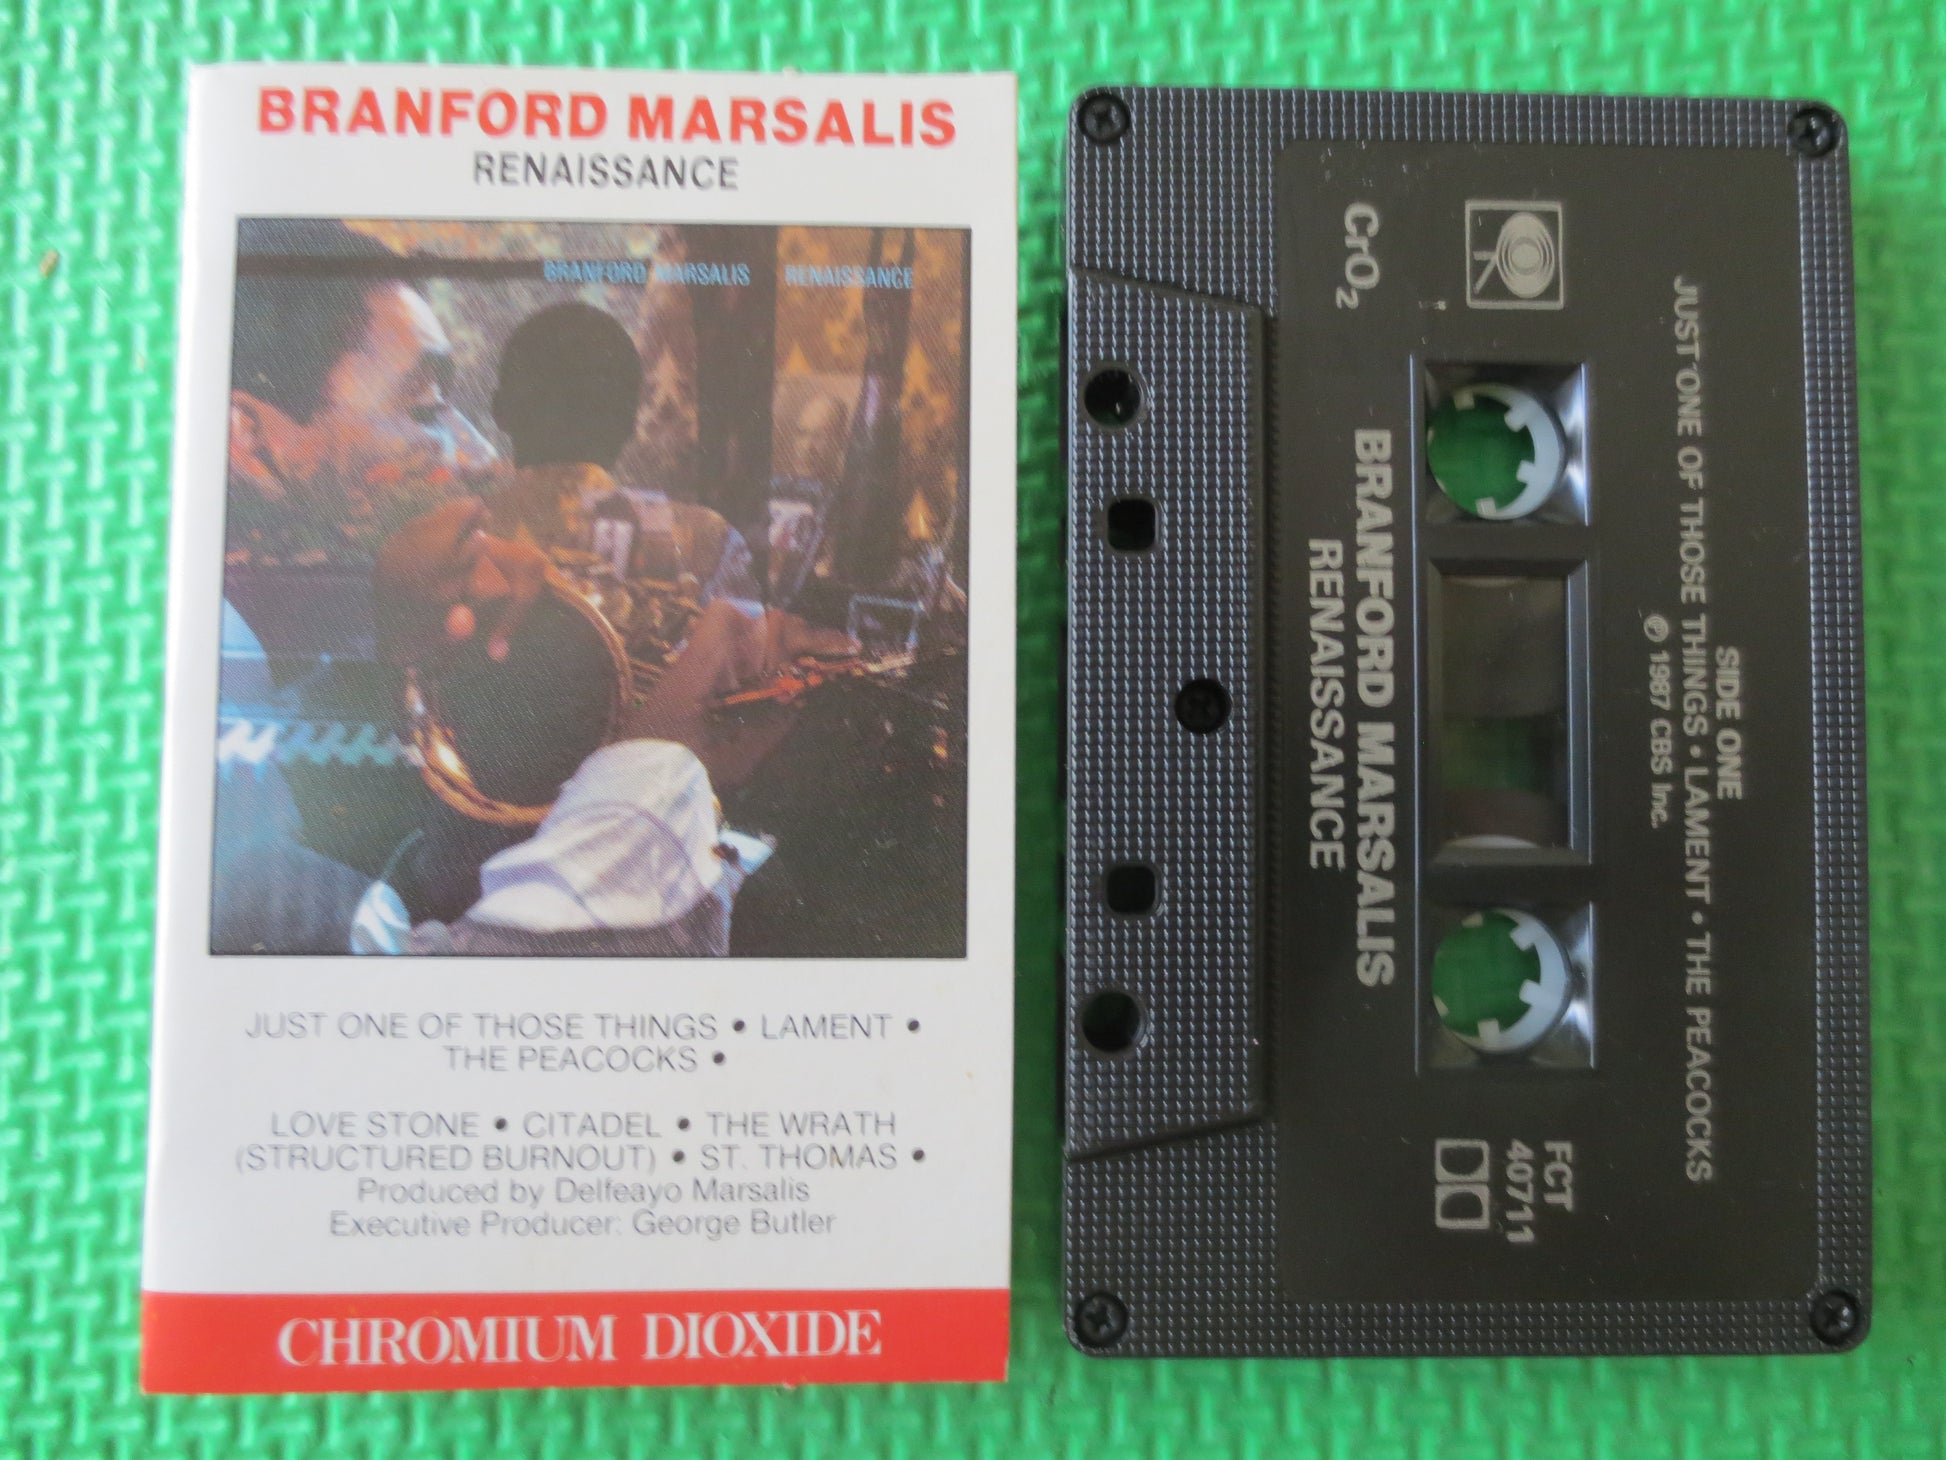 BRANFORD MARSALIS
RENAISSANCE
BRANFORD MARSALIS RENAISSANCE
JUST ONE OF THOSE THINGS • LAMENT •
THE PEACOCKS •
LOVE STONE • CITADEL • THE WRATH
(STRUCTURED BURNOUT) • ST. THOMAS •
Produced by Delfeayo Marsalis
Executive Producer: George Butler
CHROMIUM DIOXIDE
SIDE ONE
JUST ONE OF THOSE THINGS • LAMENT • THE PEACOCKS
℗ 1987 CBS Inc.
CrO2
FCT
40711
BRANFORD MARSALIS
RENAISSANCE